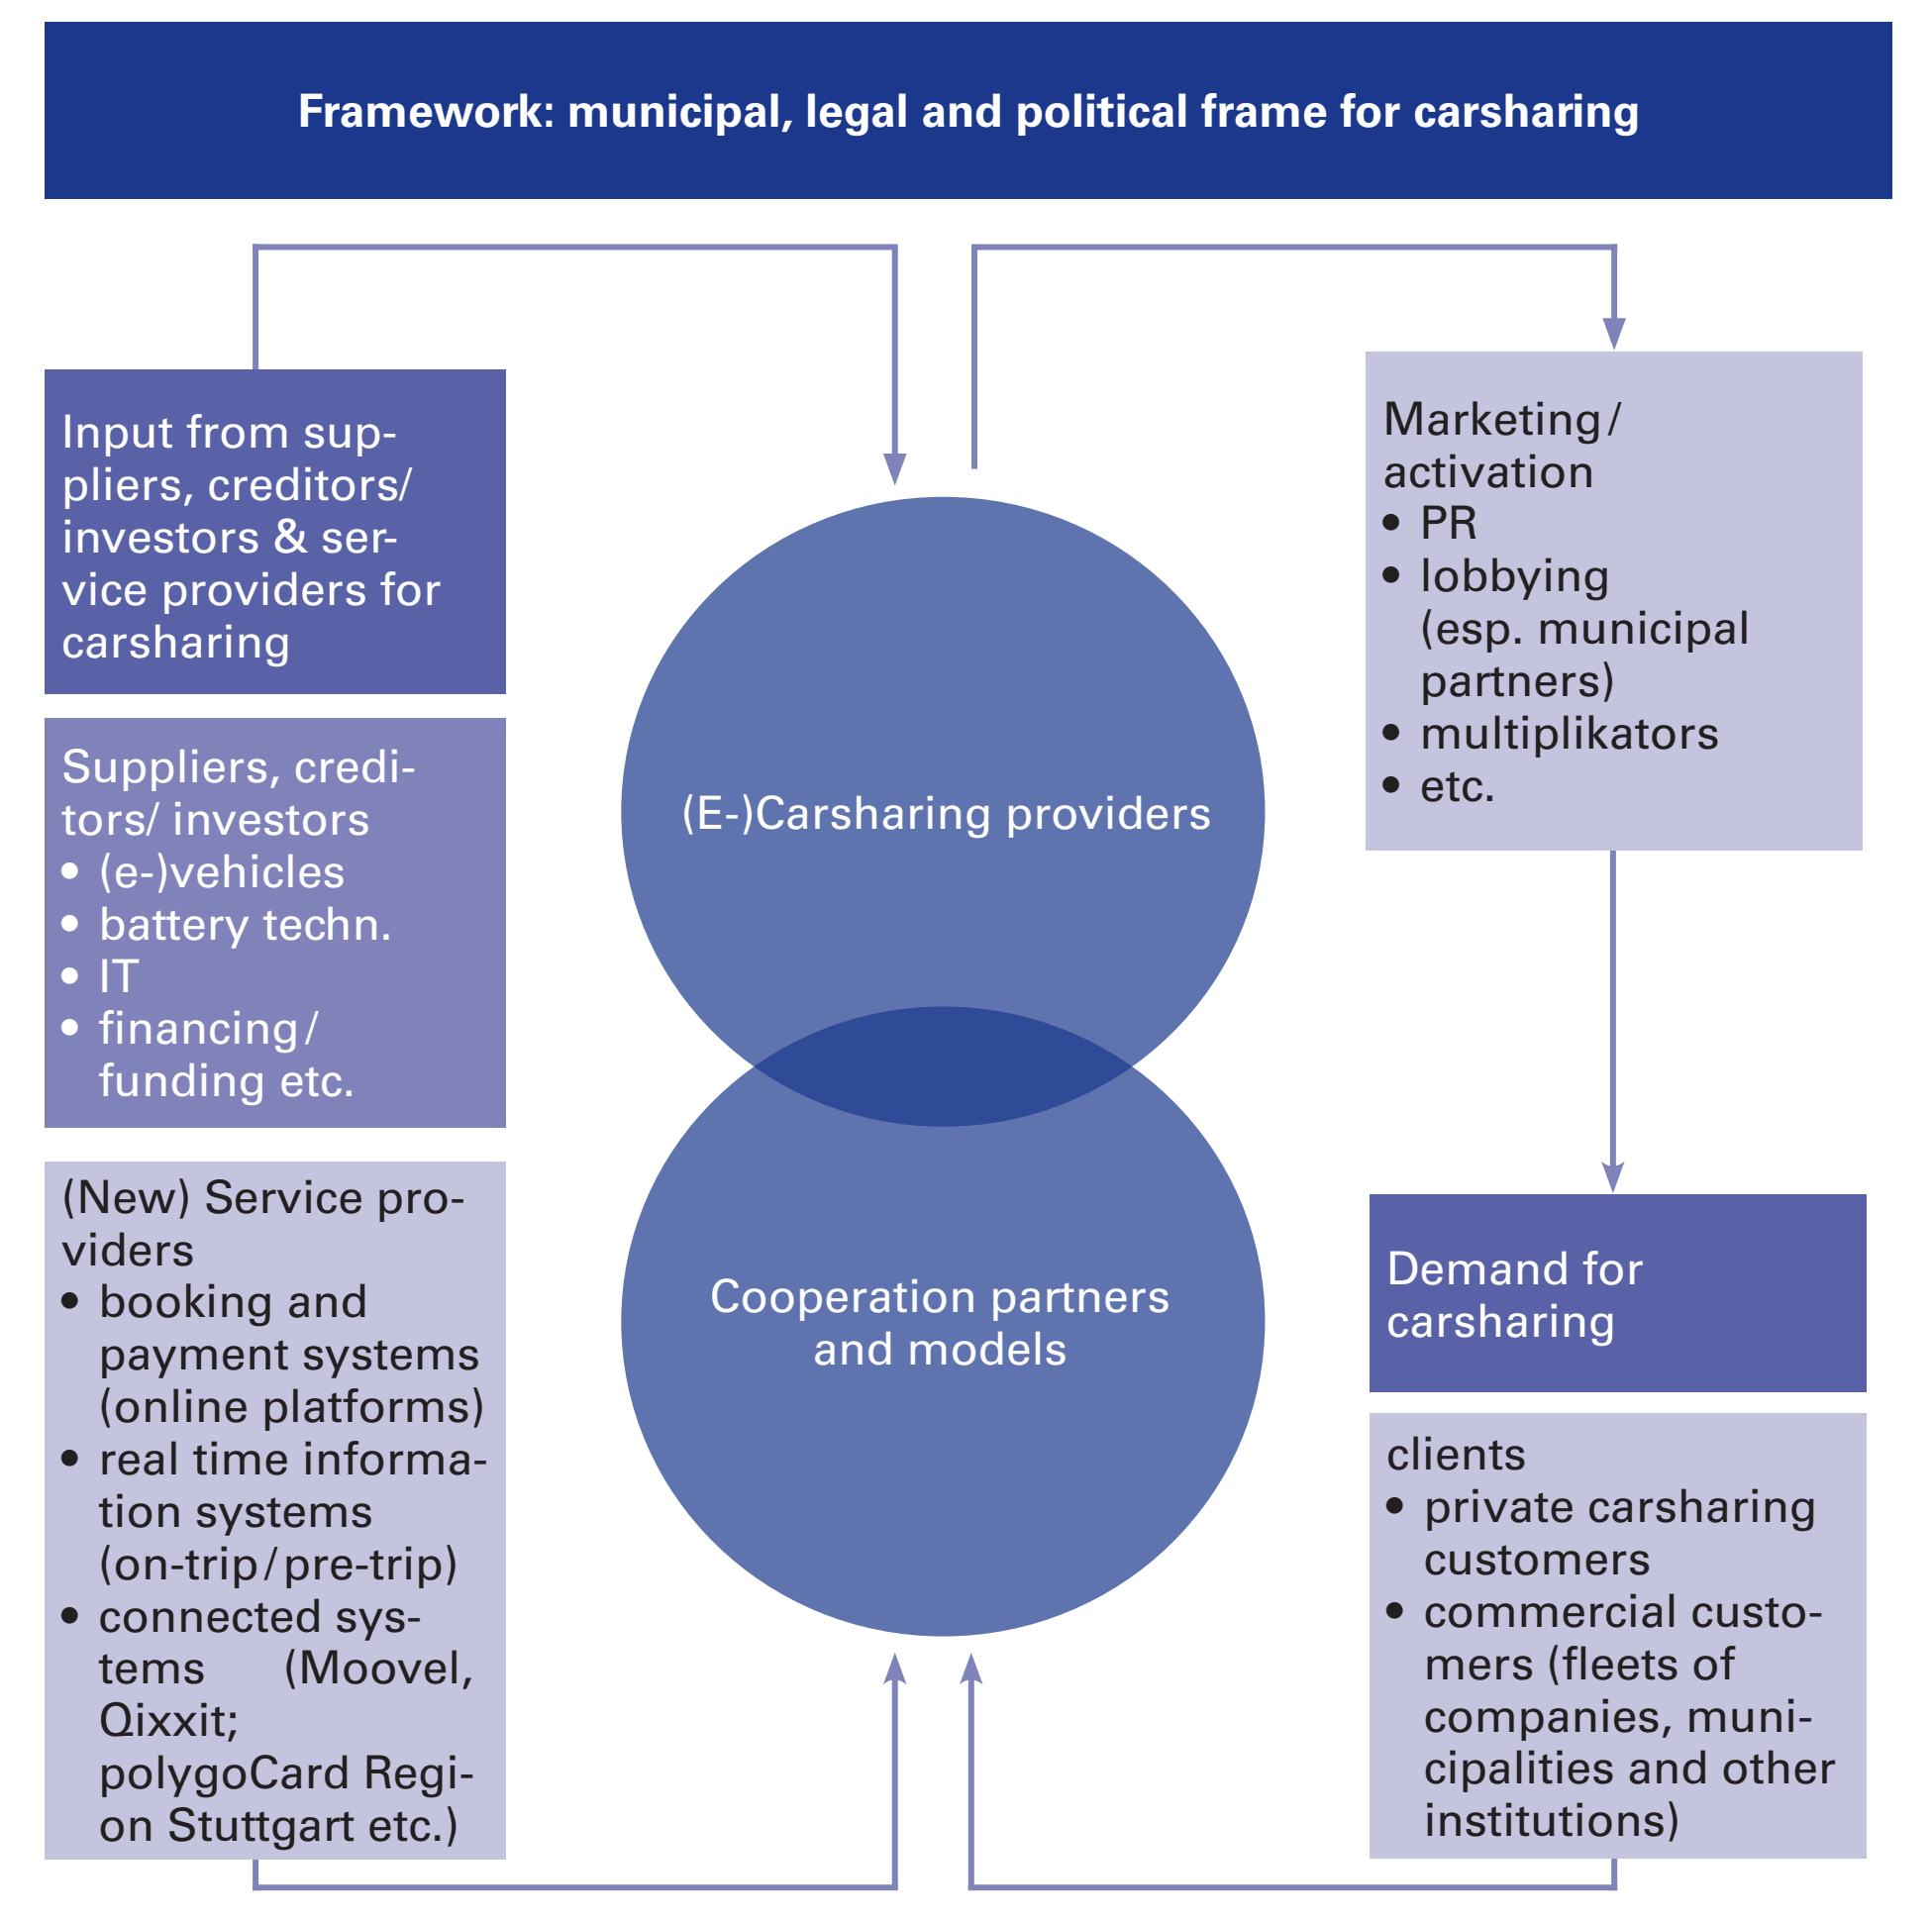 Framework: municipal, legal and political frame for carsharing
Input from sup-
pliers, creditors/
investors & ser-
vice providers for
carsharing
Suppliers, credi-
tors/ investors
• (e-)vehicles
• battery techn.
• IT
• financing/
funding etc.
(New) Service pro-
viders
• booking and
payment systems
(online platforms)
• real time informa-
tion systems
(on-trip/pre-trip)
• connected sys-
tems (Moovel,
Qixxit;
polygoCard Regi-
on Stuttgart etc.)
(E-)Carsharing providers
Cooperation partners
and models
Marketing/
activation
• PR
• lobbying
(esp. municipal
partners)
• multiplikators
• etc.
Demand for
carsharing
clients
• private carsharing
customers
• commercial custo-
mers (fleets of
companies, muni-
cipalities and other
institutions)